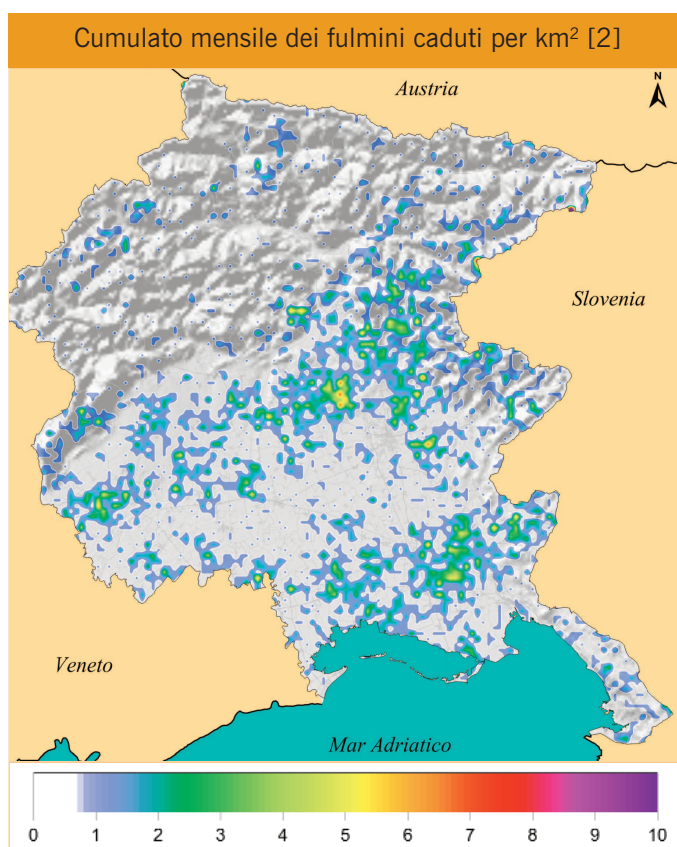 Cumulato mensile dei fulmini caduti per km² [2]
Austria
N
Slovenia
Veneto
Mar Adriatico
0 1 2 3 4 5 6 7 8 9 10